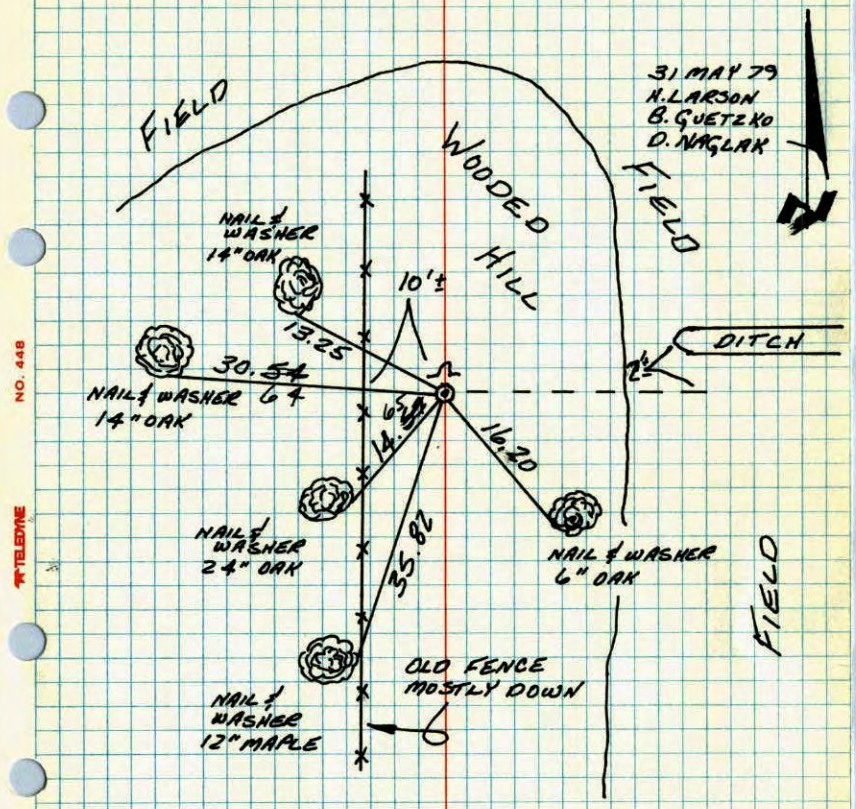 31 MAY 79
H. LARSON
B. GUETZKO
D. NAGLAK
FIELD
WOODED
HILL
FIELD
NAIL &
WASHER
14" OAK
10'±
13.25
DITCH
2'±
30.54
64
NAIL & WASHER
14" OAK
65
16.20
NAIL &
WASHER
24" OAK
35.82
NAIL & WASHER
6" OAK
FIELD
OLD FENCE
MOSTLY DOWN
NAIL &
WASHER
12" MAPLE
N
NO. 448
TELEDYNE